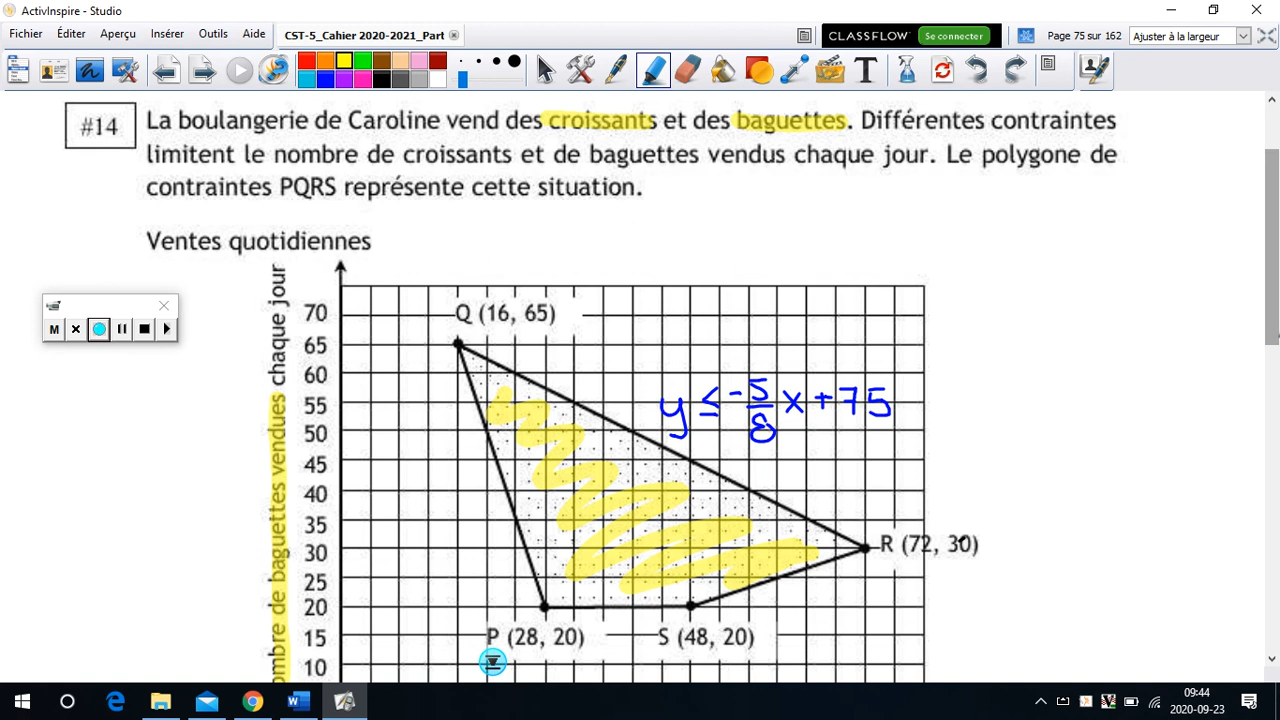 ActivInspire - Studio
Fichier Éditer Aperçu Insérer Outils Aide CST-5_Cahier 2020-2021_Part CLASSFLOW Se connecter Page 75 sur 162 Ajuster à la largeur
#14 La boulangerie de Caroline vend des croissants et des baguettes. Différentes contraintes
limitent le nombre de croissants et de baguettes vendus chaque jour. Le polygone de
contraintes PQRS représente cette situation.
Ventes quotidiennes
ombre de baguettes vendues chaque jour
M
70
65
60
55
50
45
40
35
30
25
20
15
10
Q (16, 65)
y ≤ -5/8 x + 75
R (72, 30)
P (28, 20)
S (48, 20)
09:44
2020-09-23